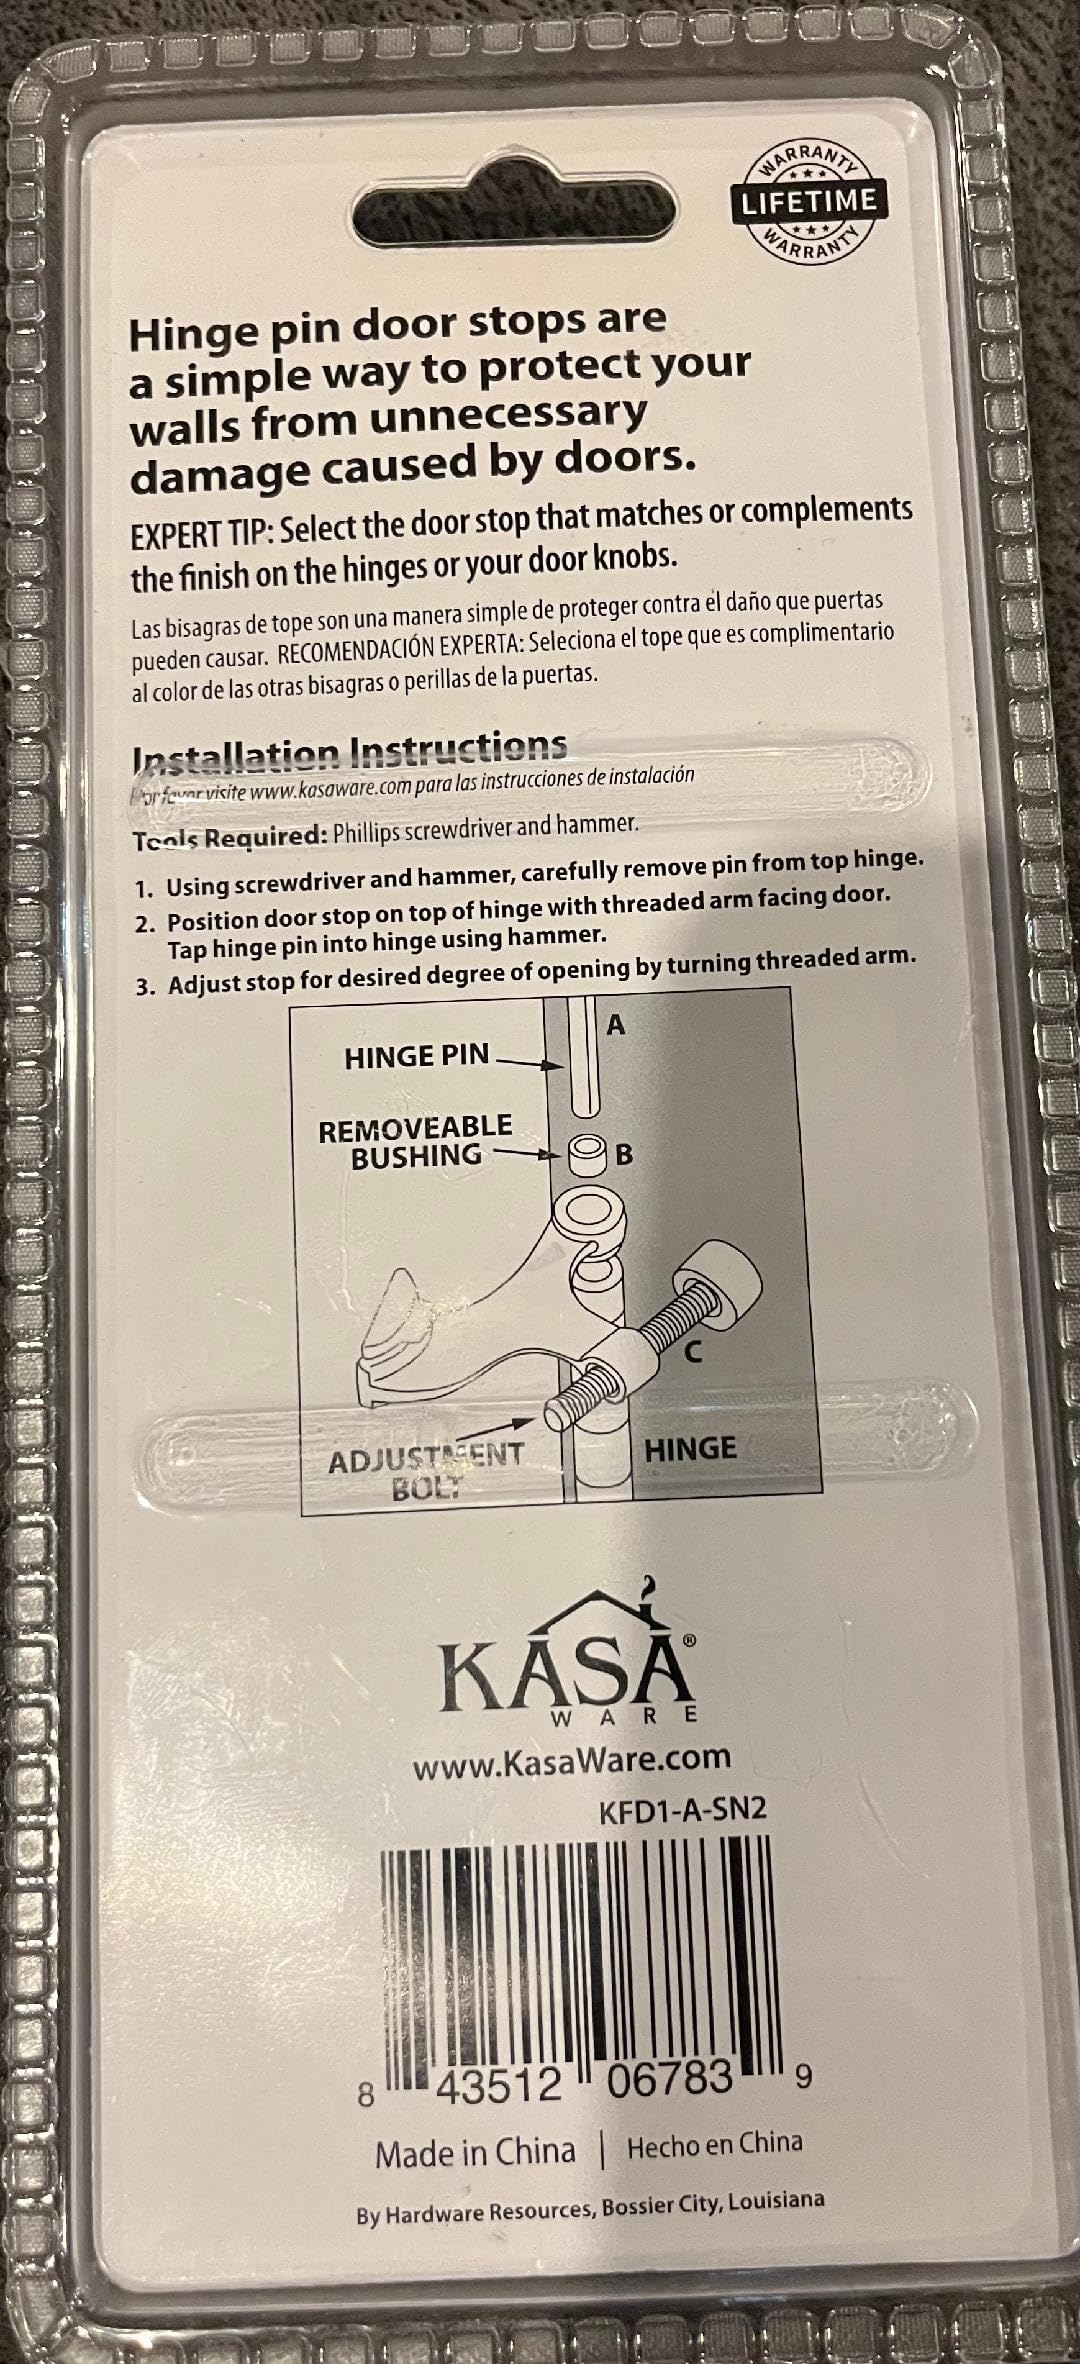 WARRANTY
LIFETIME
WARRANTY
Hinge pin door stops are
a simple way to protect your
walls from unnecessary
damage caused by doors.
EXPERT TIP: Select the door stop that matches or complements
the finish on the hinges or your door knobs.
Las bisagras de tope son una manera simple de proteger contra el daño que puertas
pueden causar. RECOMENDACIÓN EXPERTA: Seleciona el tope que es complimentario
al color de las otras bisagras o perillas de la puertas.
Installation Instructions
Por favor visite www.kasaware.com para las instrucciones de instalación
Tools Required: Phillips screwdriver and hammer.
1. Using screwdriver and hammer, carefully remove pin from top hinge.
2. Position door stop on top of hinge with threaded arm facing door.
Tap hinge pin into hinge using hammer.
3. Adjust stop for desired degree of opening by turning threaded arm.
A
HINGE PIN
REMOVEABLE
BUSHING
B
C
ADJUSTMENT
BOLT
HINGE
KASA®
WARE
www.KasaWare.com
KFD1-A-SN2
8 43512 06783 9
Made in China | Hecho en China
By Hardware Resources, Bossier City, Louisiana